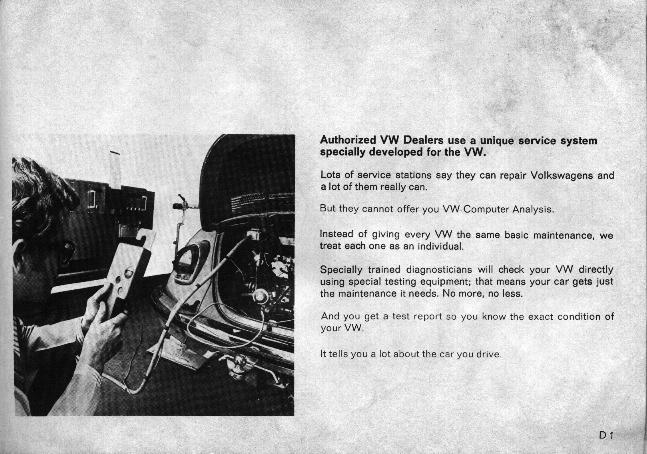 Authorized VW Dealers use a unique service system
specially developed for the VW.
Lots of service stations say they can repair Volkswagens and
a lot of them really can.
But they cannot offer you VW-Computer Analysis.
Instead of giving every VW the same basic maintenance, we
treat each one as an individual.
Specially trained diagnosticians will check your VW directly
using special testing equipment; that means your car gets just
the maintenance it needs. No more, no less.
And you get a test report so you know the exact condition of
your VW.
It tells you a lot about the car you drive.
D 1